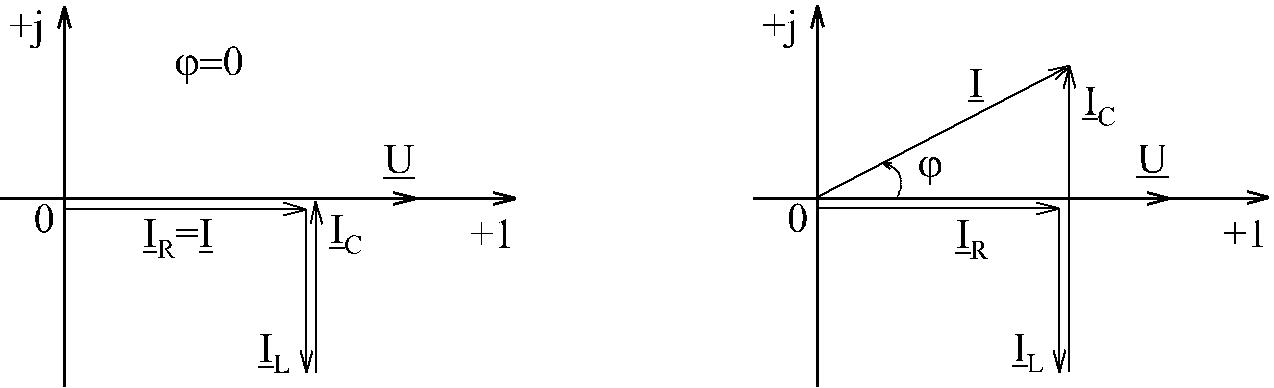 +j
φ=0
U
0
I_R=I
I_C
+1
I_L
+j
I
I_C
φ
U
0
I_R
+1
I_L